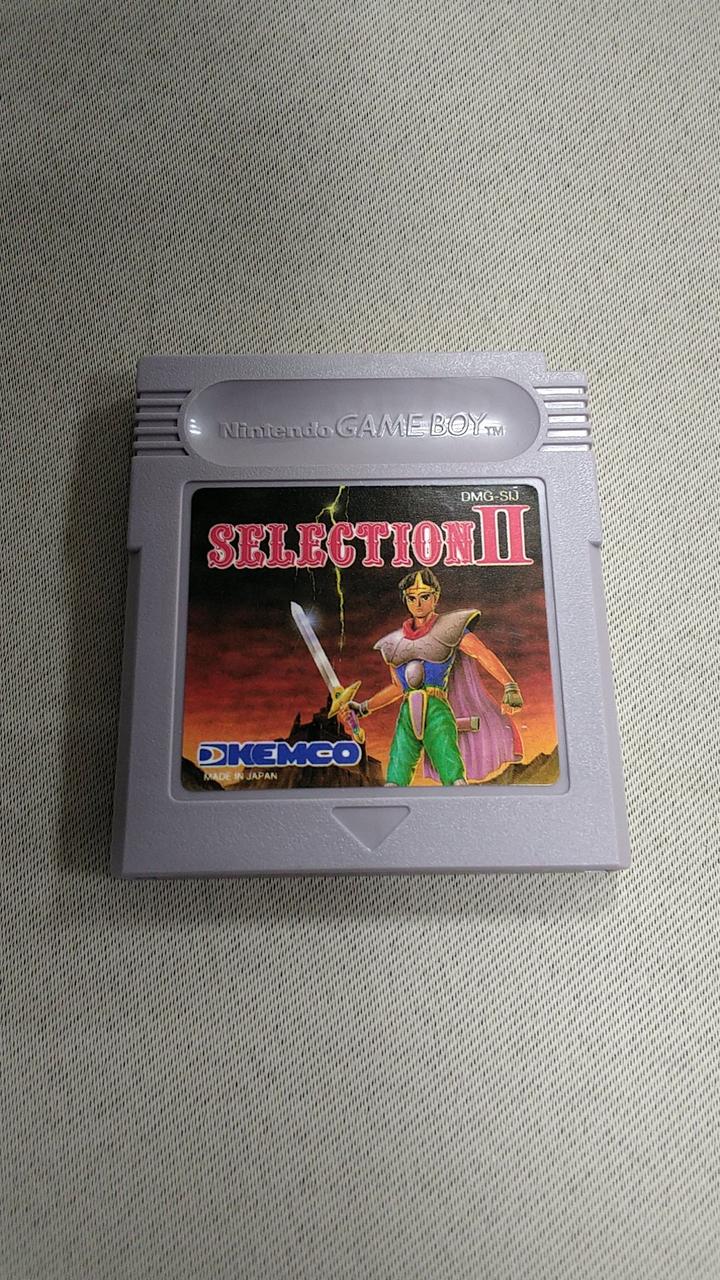 Nintendo GAME BOY™
DMG-SIJ
SELECTION II
KEMCO
MADE IN JAPAN